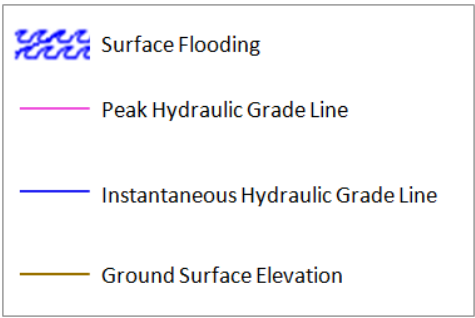 Surface Flooding
Peak Hydraulic Grade Line
Instantaneous Hydraulic Grade Line
Ground Surface Elevation